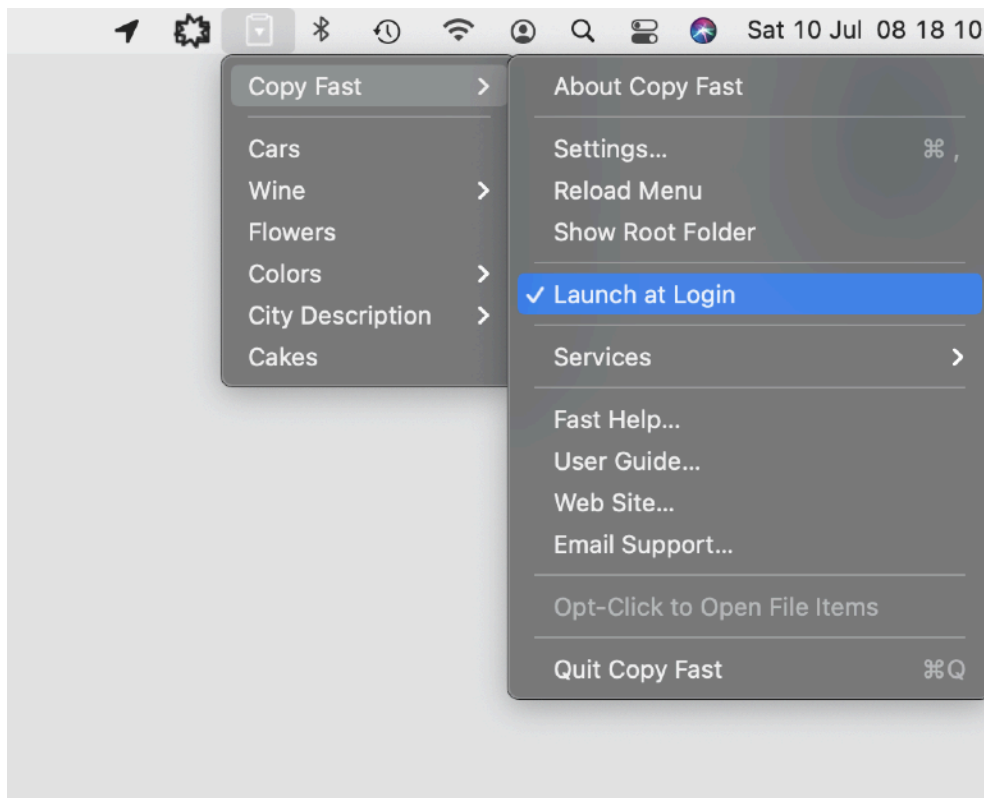 Sat 10 Jul 08 18 10
Copy Fast
Cars
Wine
Flowers
Colors
City Description
Cakes
About Copy Fast
Settings... ⌘ ,
Reload Menu
Show Root Folder
✓ Launch at Login
Services
Fast Help...
User Guide...
Web Site...
Email Support...
Opt-Click to Open File Items
Quit Copy Fast ⌘Q